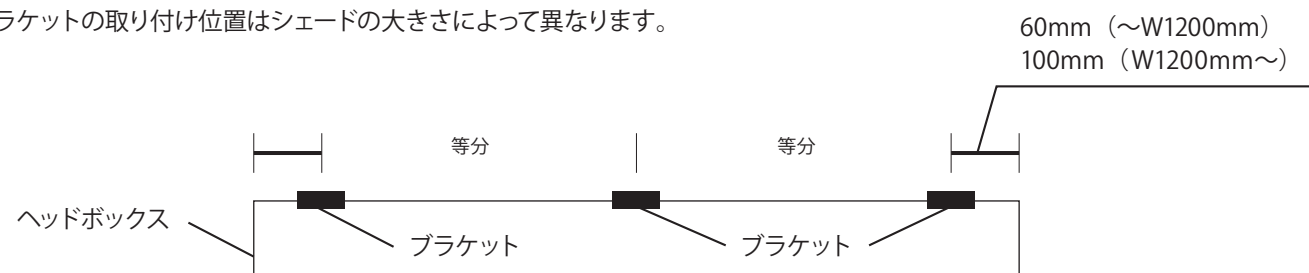 ラケットの取り付け位置はシェードの大きさによって異なります。
60mm（～W1200mm）
100mm（W1200mm～）
等分
等分
ヘッドボックス
ブラケット
ブラケット